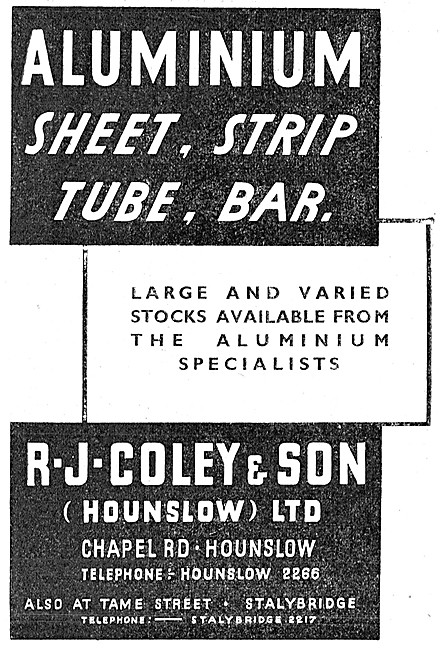 ALUMINIUM
SHEET, STRIP
TUBE, BAR.
LARGE AND VARIED
STOCKS AVAILABLE FROM
THE ALUMINIUM
SPECIALISTS
R·J·COLEY & SON
(HOUNSLOW) LTD
CHAPEL RD · HOUNSLOW
TELEPHONE:- HOUNSLOW 2266
ALSO AT TAME STREET · STALYBRIDGE
TELEPHONE:— STALYBRIDGE 2217